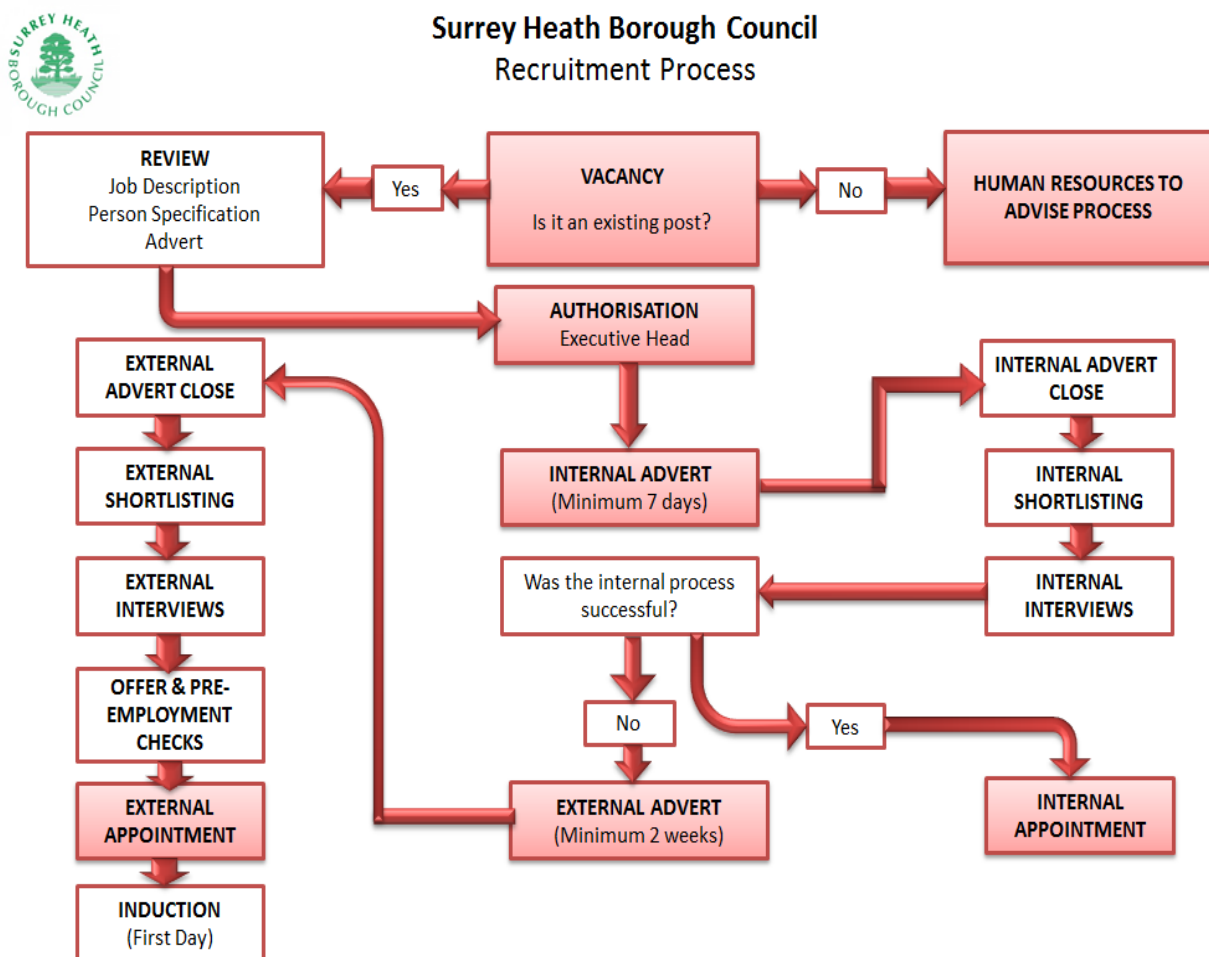 SURREY HEATH
BOROUGH COUNCIL
Surrey Heath Borough Council
Recruitment Process
REVIEW
Job Description
Person Specification
Advert
Yes
VACANCY
Is it an existing post?
No
HUMAN RESOURCES TO
ADVISE PROCESS
AUTHORISATION
Executive Head
EXTERNAL
ADVERT CLOSE
INTERNAL ADVERT
CLOSE
EXTERNAL
SHORTLISTING
INTERNAL ADVERT
(Minimum 7 days)
INTERNAL
SHORTLISTING
EXTERNAL
INTERVIEWS
Was the internal process
successful?
INTERNAL
INTERVIEWS
OFFER & PRE-
EMPLOYMENT
CHECKS
No
Yes
EXTERNAL
APPOINTMENT
EXTERNAL ADVERT
(Minimum 2 weeks)
INTERNAL
APPOINTMENT
INDUCTION
(First Day)